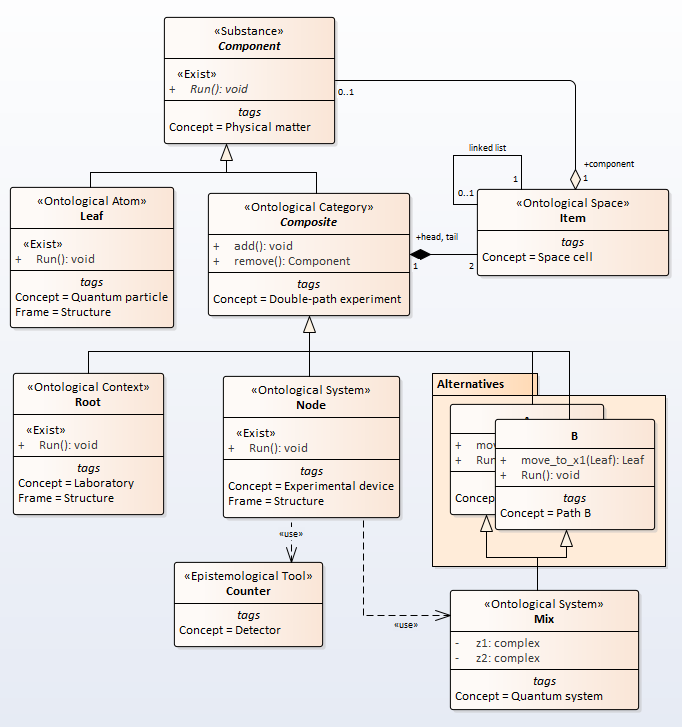 «Substance»
Component
«Exist»
+ Run(): void
tags
Concept = Physical matter
0..1
+component
1
linked list
1
0..1
«Ontological Space»
Item
tags
Concept = Space cell
«Ontological Atom»
Leaf
«Exist»
+ Run(): void
tags
Concept = Quantum particle
Frame = Structure
«Ontological Category»
Composite
+ add(): void
+ remove(): Component
tags
Concept = Double-path experiment
+head, tail
1
2
«Ontological Context»
Root
«Exist»
+ Run(): void
tags
Concept = Laboratory
Frame = Structure
«Ontological System»
Node
«Exist»
+ Run(): void
tags
Concept = Experimental device
Frame = Structure
Alternatives
+
+ Run
B
+ move_to_x1(Leaf): Leaf
+ Run(): void
tags
Concept = Path B
«use»
«Epistemological Tool»
Counter
tags
Concept = Detector
«use»
«Ontological System»
Mix
- z1: complex
- z2: complex
tags
Concept = Quantum system